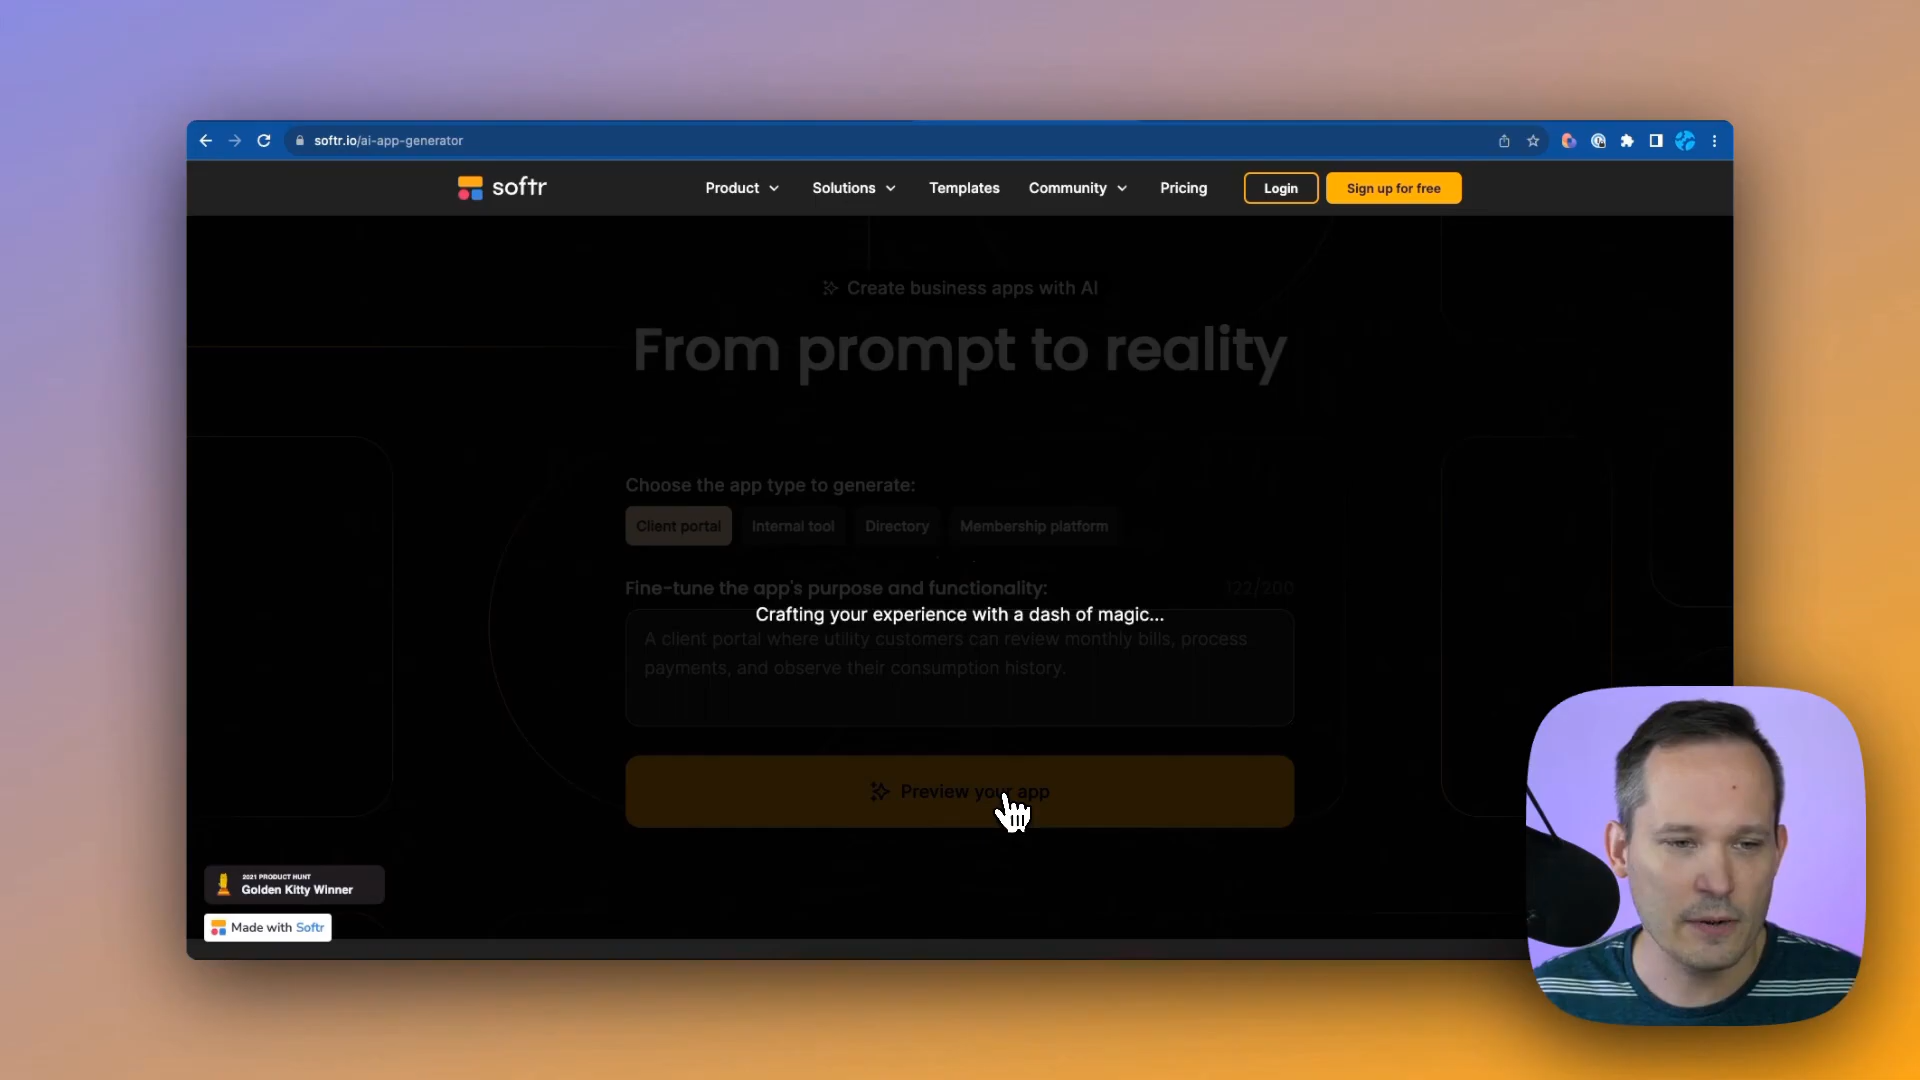 softr.io/ai-app-generator
softr
Product
Solutions
Templates
Community
Pricing
Login
Sign up for free
Create business apps with AI
From prompt to reality
Choose the app type to generate:
Client portal
Internal tool
Directory
Membership platform
Fine-tune the app's purpose and functionality:
122/200
Crafting your experience with a dash of magic...
A client portal where utility customers can review monthly bills, process
payments, and observe their consumption history.
Preview your app
2021 PRODUCT HUNT
Golden Kitty Winner
Made with Softr